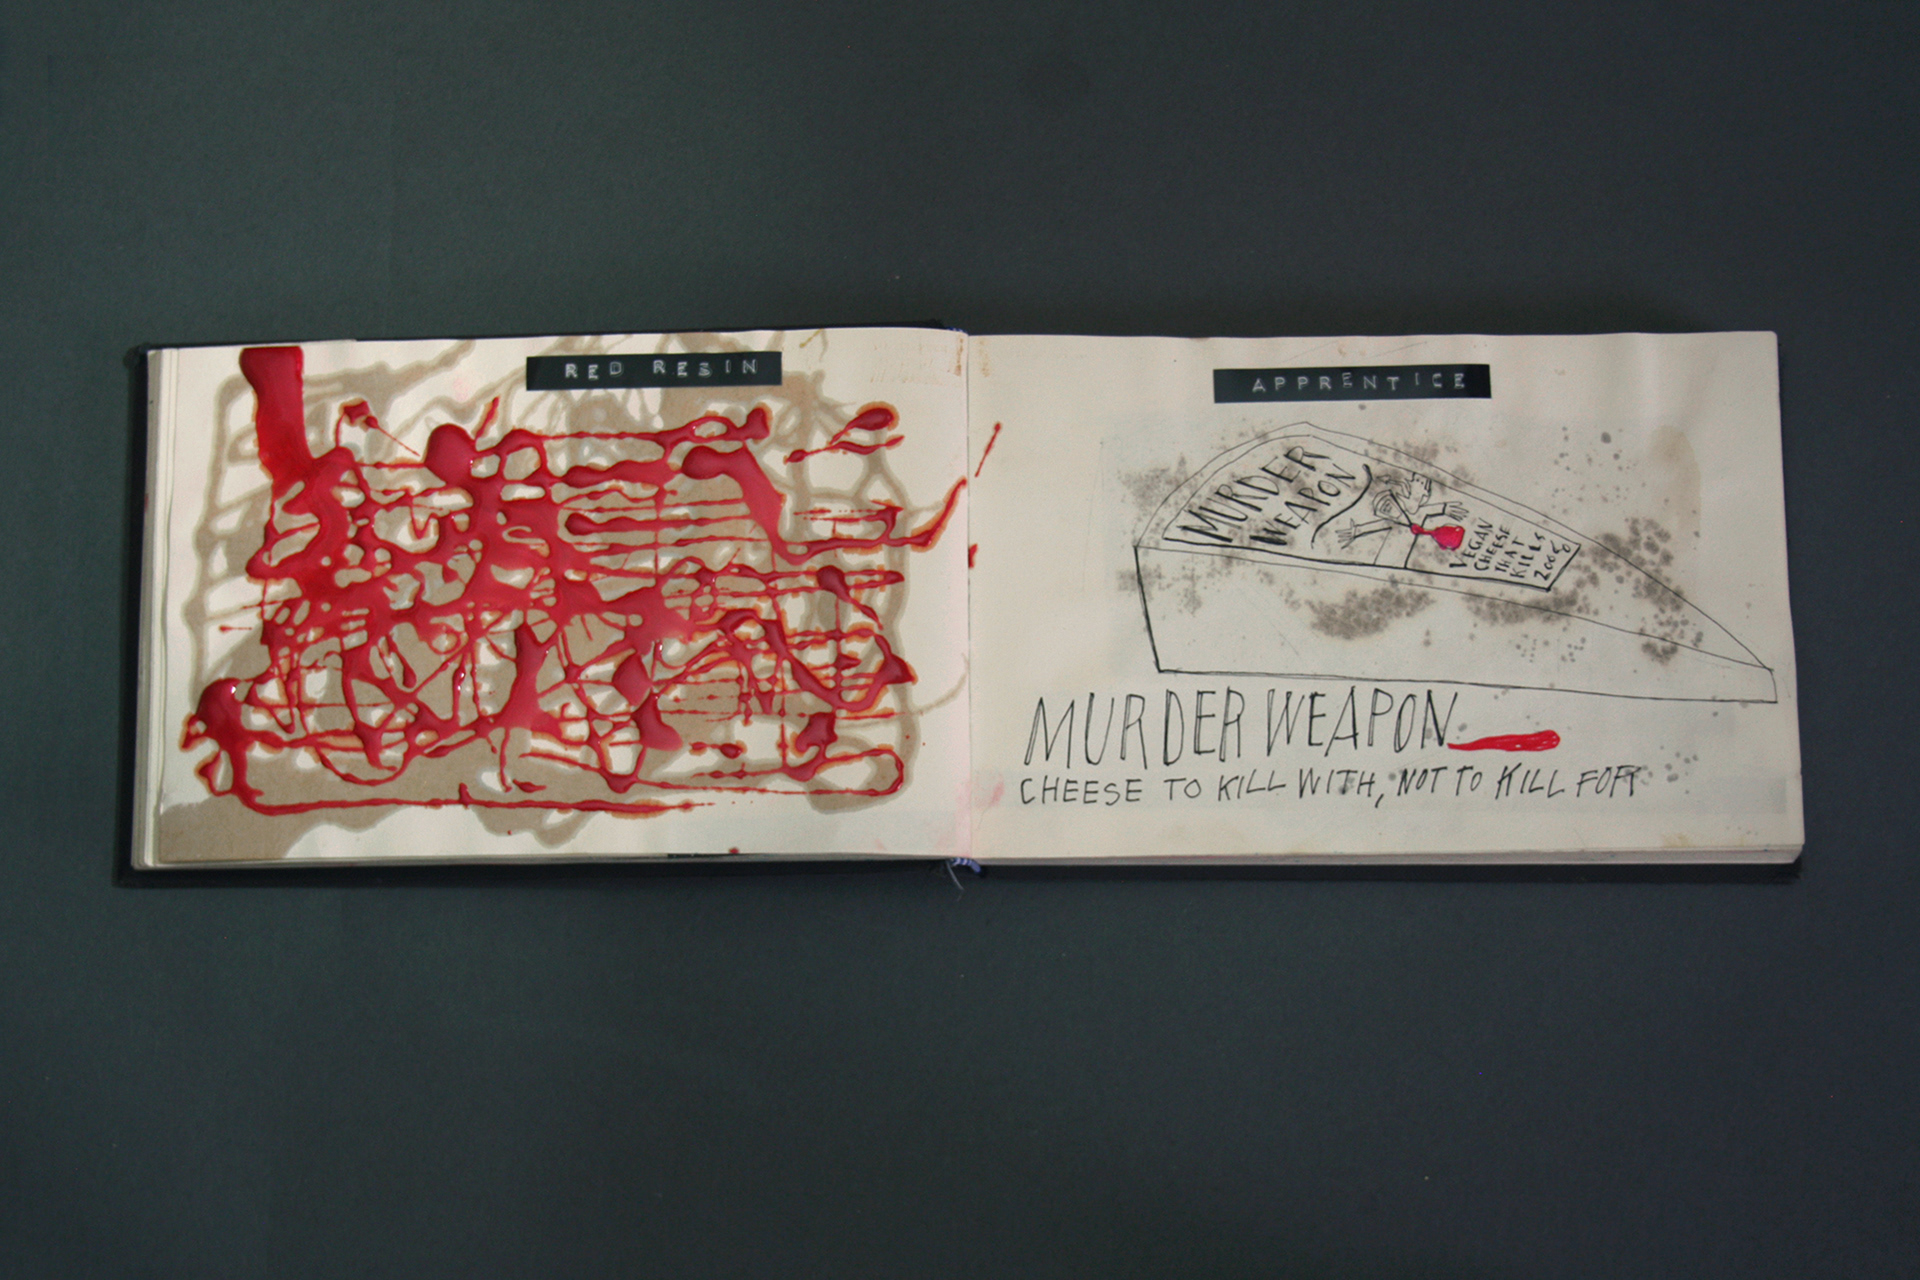 RED RESIN
APPRENTICE
MURDER
WEAPON
VEGAN
CHEESE
THAT
KILLS
MURDER WEAPON
CHEESE TO KILL WITH, NOT TO KILL FOR